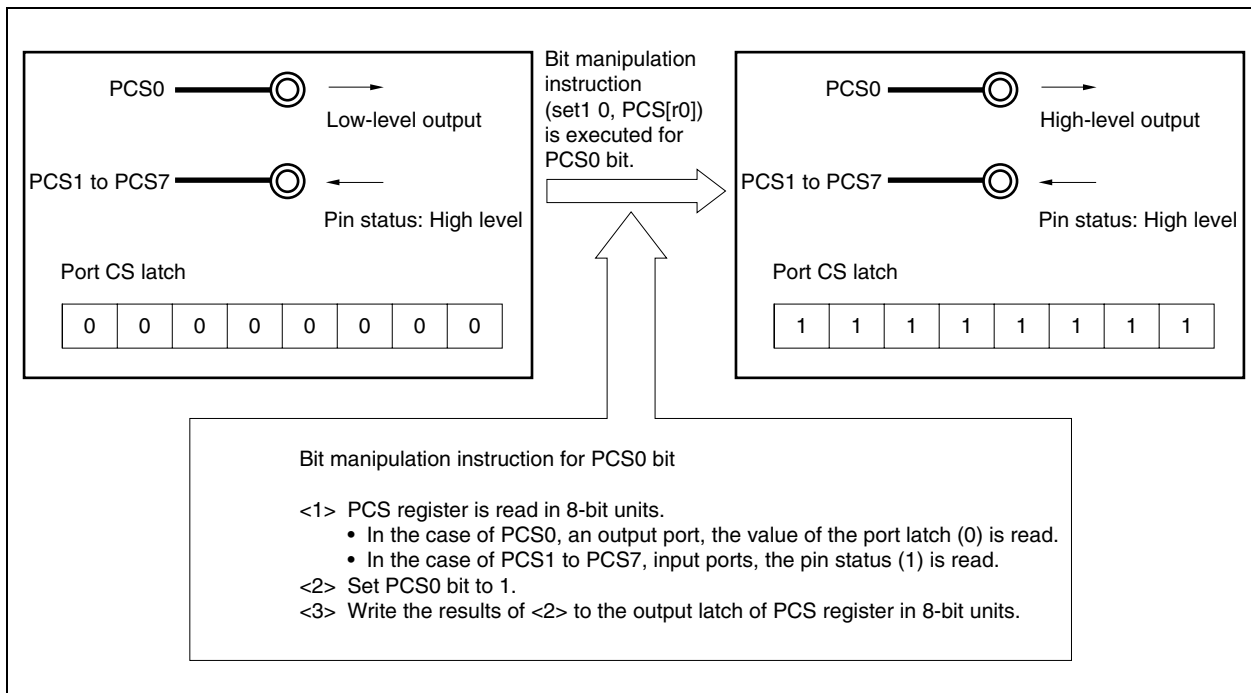 PCS0
Low-level output
PCS1 to PCS7
Pin status: High level
Port CS latch
0 0 0 0 0 0 0 0
Bit manipulation
instruction
(set1 0, PCS[r0])
is executed for
PCS0 bit.
PCS0
High-level output
PCS1 to PCS7
Pin status: High level
Port CS latch
1 1 1 1 1 1 1 1
Bit manipulation instruction for PCS0 bit
<1> PCS register is read in 8-bit units.
• In the case of PCS0, an output port, the value of the port latch (0) is read.
• In the case of PCS1 to PCS7, input ports, the pin status (1) is read.
<2> Set PCS0 bit to 1.
<3> Write the results of <2> to the output latch of PCS register in 8-bit units.